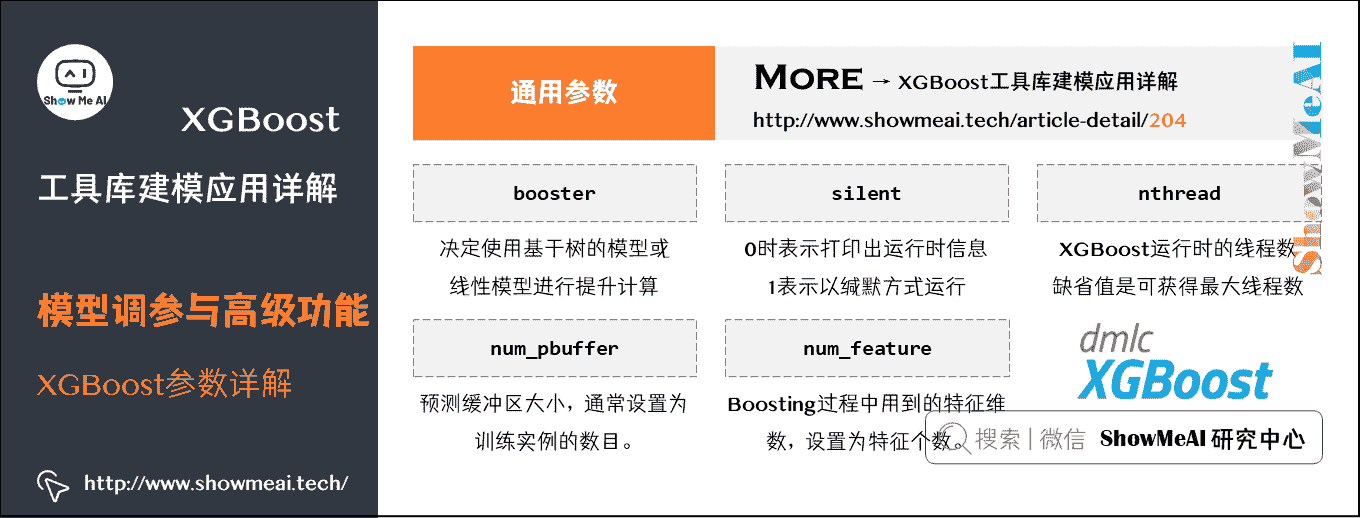 Show Me AI
XGBoost
工具库建模应用详解
模型调参与高级功能
XGBoost参数详解
http://www.showmeai.tech/
通用参数
MORE → XGBoost工具库建模应用详解
http://www.showmeai.tech/article-detail/204
ShowMeAI
booster
决定使用基于树的模型或
线性模型进行提升计算
silent
0时表示打印出运行时信息
1表示以缄默方式运行
nthread
XGBoost运行时的线程数
缺省值是可获得最大线程数
num_pbuffer
预测缓冲区大小，通常设置为
训练实例的数目。
num_feature
Boosting过程中用到的特征维
数，设置为特征个数。
dmlc
XGBoost
搜索 | 微信 ShowMeAI 研究中心